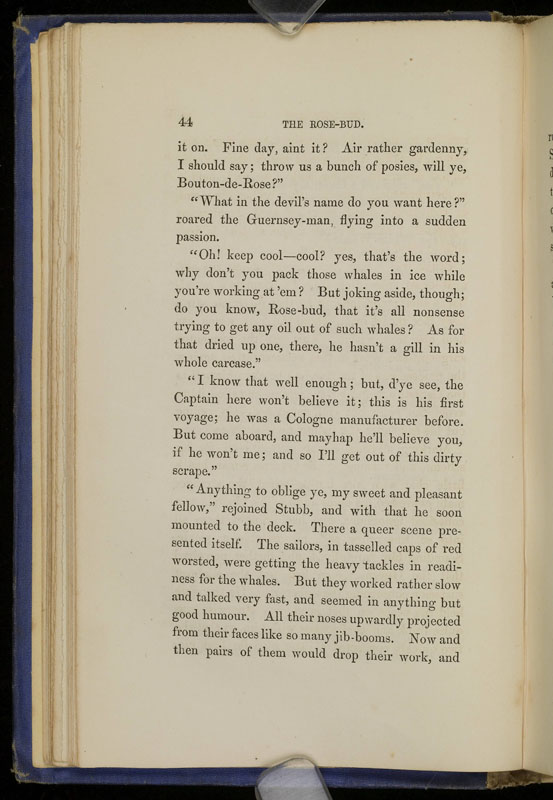 44 THE ROSE-BUD.
it on. Fine day, aint it? Air rather gardenny,
I should say; throw us a bunch of posies, will ye,
Bouton-de-Rose?”
“What in the devil’s name do you want here?”
roared the Guernsey-man, flying into a sudden
passion.
“Oh! keep cool—cool? yes, that’s the word;
why don’t you pack those whales in ice while
you’re working at ’em? But joking aside, though;
do you know, Rose-bud, that it’s all nonsense
trying to get any oil out of such whales? As for
that dried up one, there, he hasn’t a gill in his
whole carcase.”
“I know that well enough; but, d’ye see, the
Captain here won’t believe it; this is his first
voyage; he was a Cologne manufacturer before.
But come aboard, and mayhap he’ll believe you,
if he won’t me; and so I’ll get out of this dirty
scrape.”
“Anything to oblige ye, my sweet and pleasant
fellow,” rejoined Stubb, and with that he soon
mounted to the deck. There a queer scene pre-
sented itself. The sailors, in tasselled caps of red
worsted, were getting the heavy tackles in readi-
ness for the whales. But they worked rather slow
and talked very fast, and seemed in anything but
good humour. All their noses upwardly projected
from their faces like so many jib-booms. Now and
then pairs of them would drop their work, and